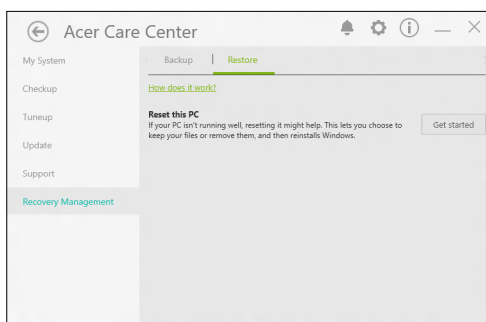 Acer Care Center
My System
Checkup
Tuneup
Update
Support
Recovery Management
Backup | Restore
How does it work?
Reset this PC
If your PC isn't running well, resetting it might help. This lets you choose to
keep your files or remove them, and then reinstalls Windows.
Get started